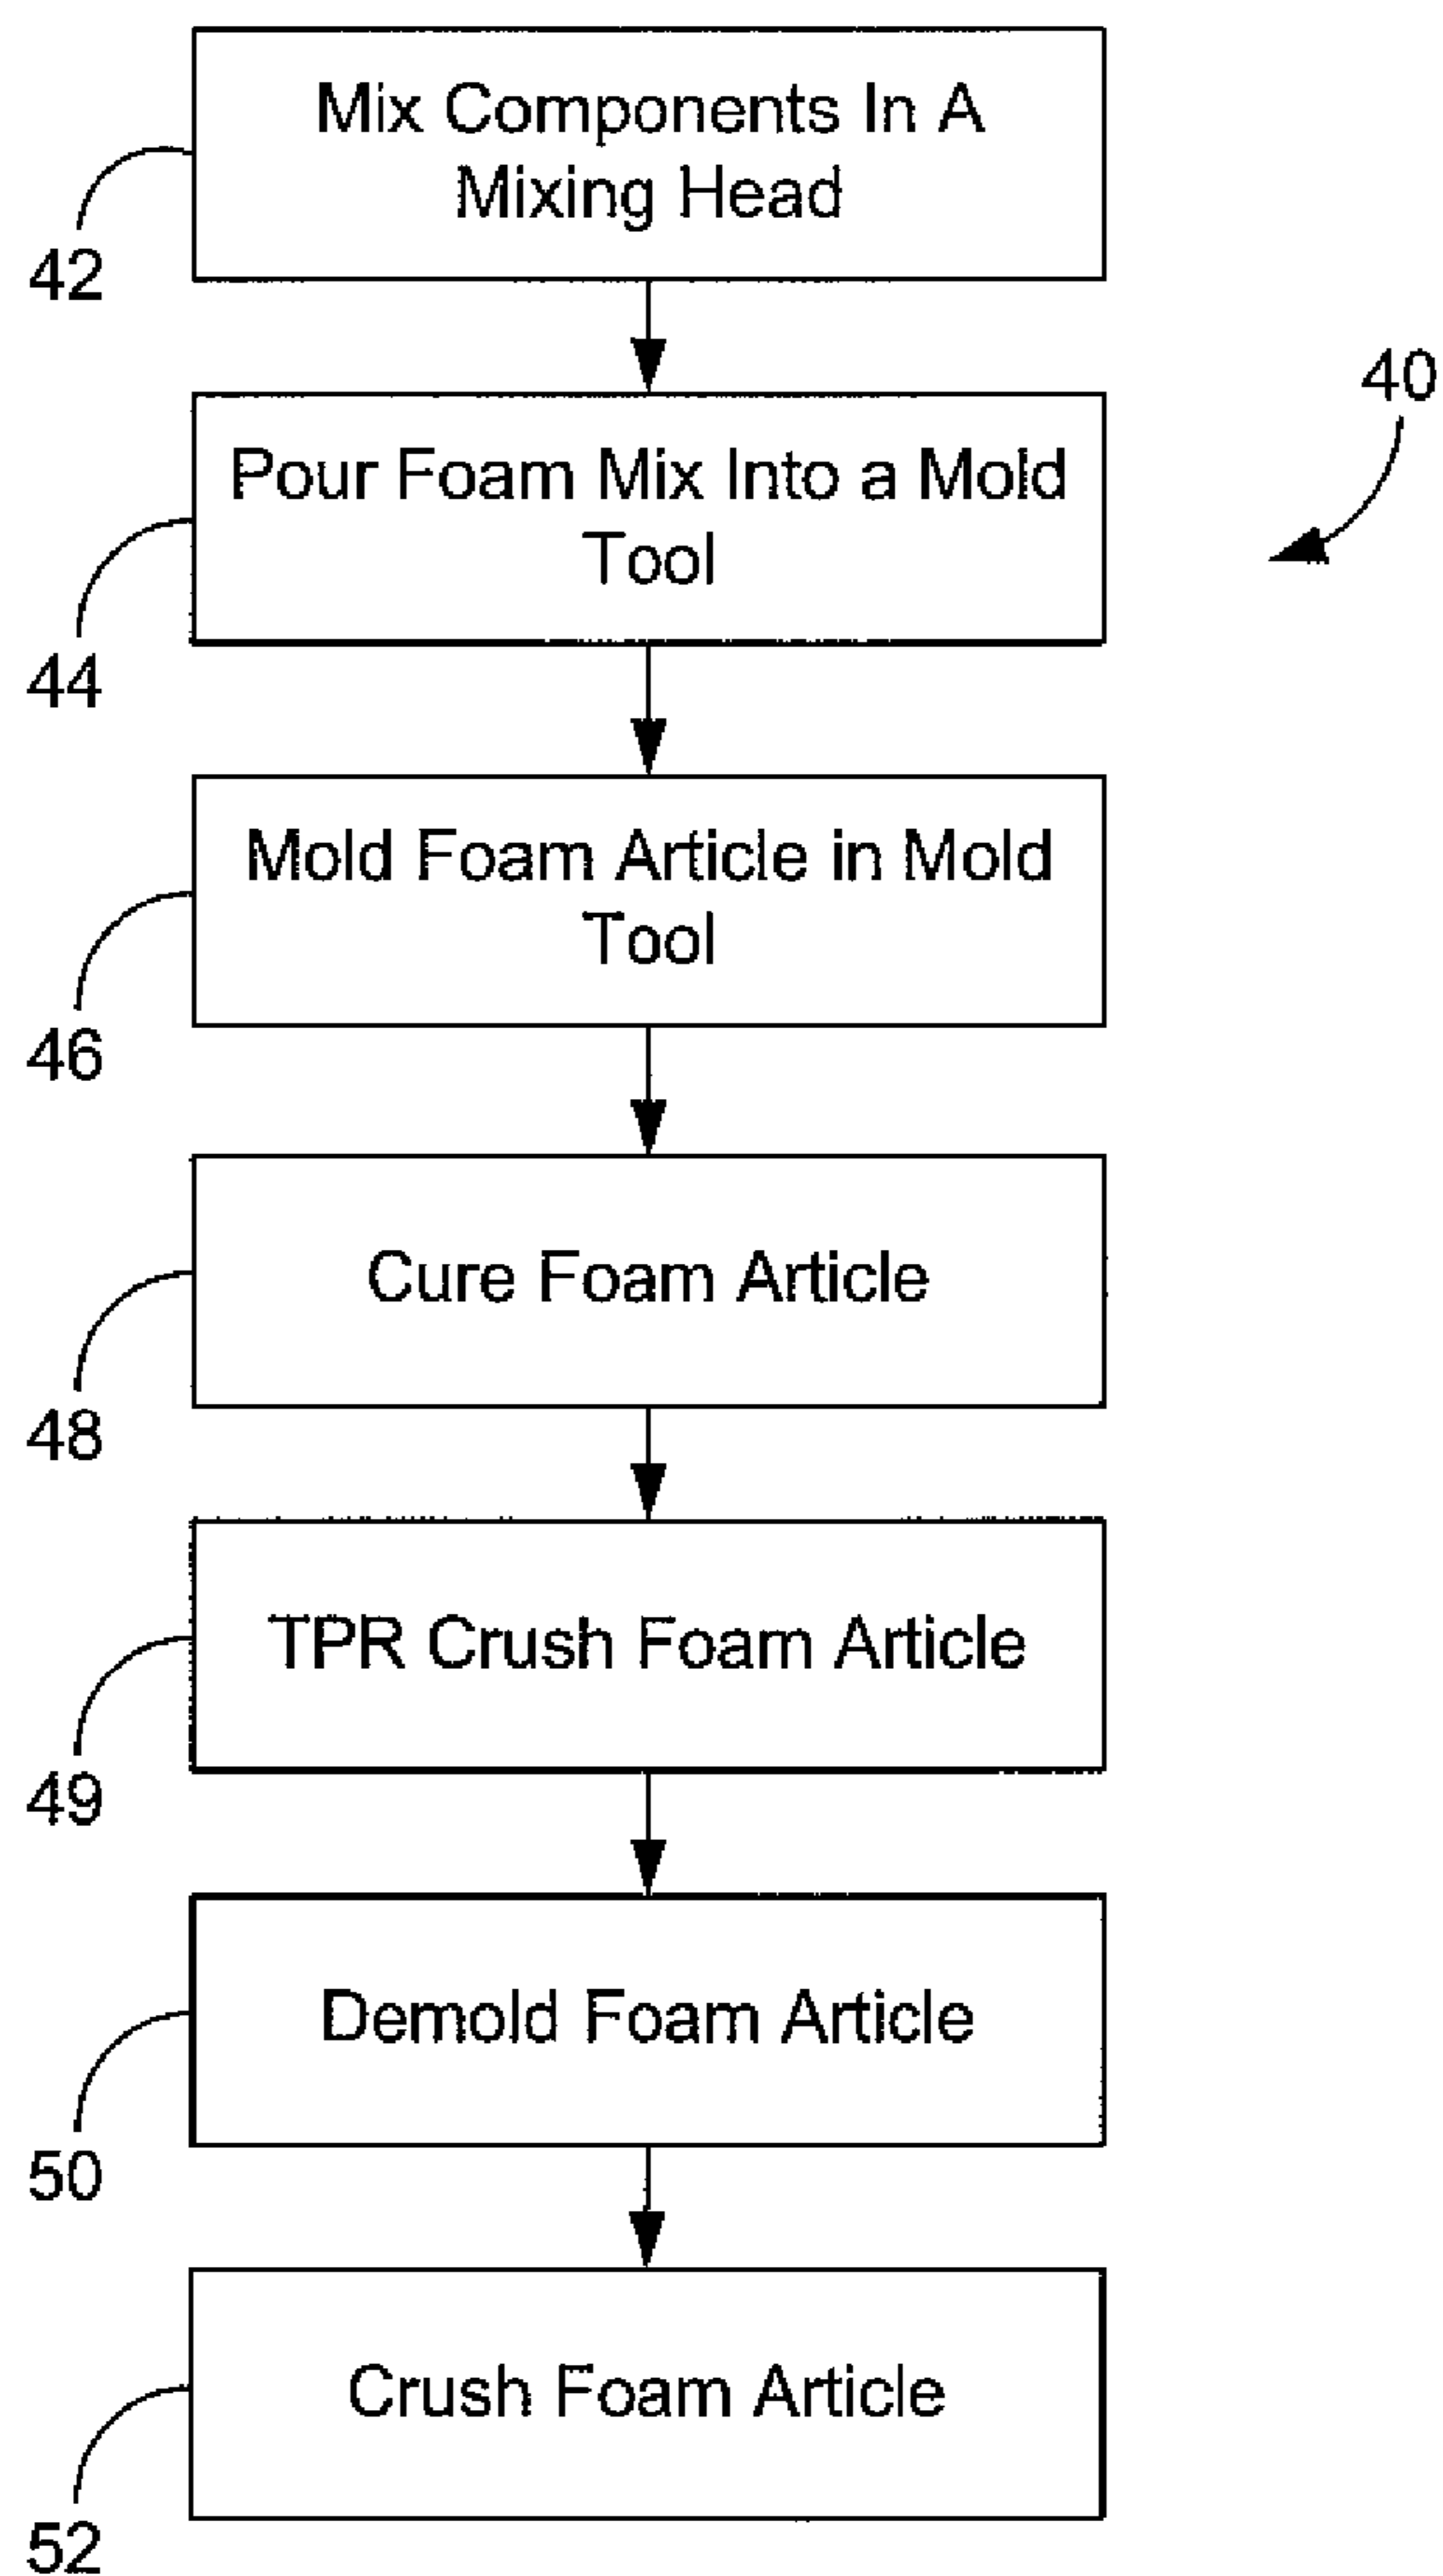 Mix Components In A
Mixing Head
42
40
Pour Foam Mix Into a Mold
Tool
44
Mold Foam Article in Mold
Tool
46
Cure Foam Article
48
TPR Crush Foam Article
49
Demold Foam Article
50
Crush Foam Article
52